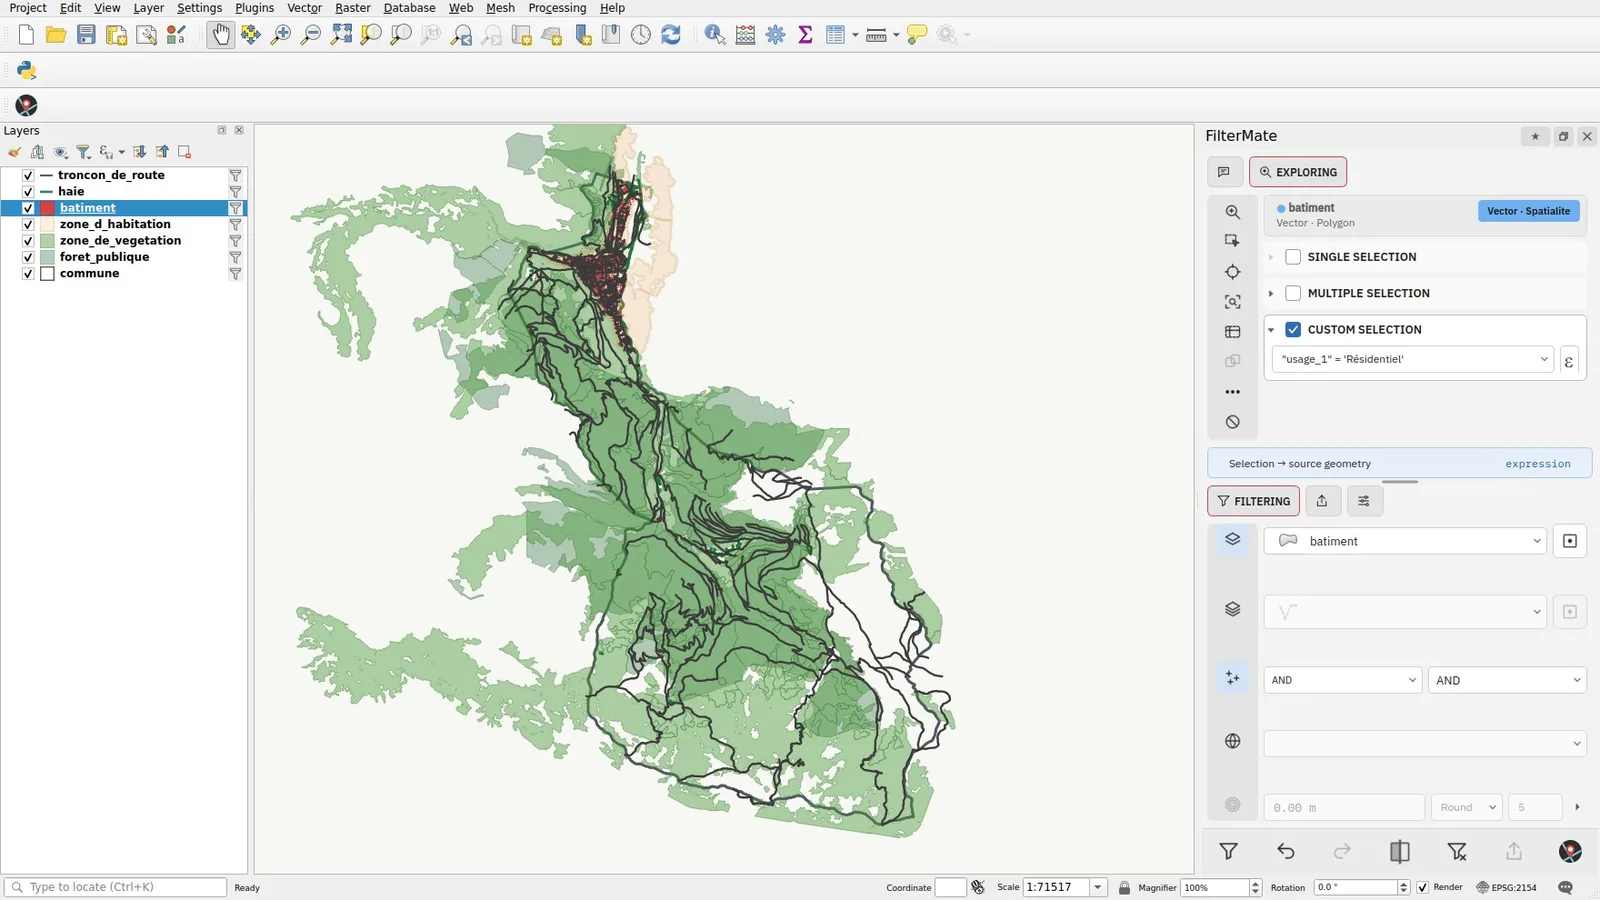 Project Edit View Layer Settings Plugins Vector Raster Database Web Mesh Processing Help
Layers
troncon_de_route
haie
batiment
zone_d_habitation
zone_de_vegetation
foret_publique
commune
FilterMate
EXPLORING
batiment
Vector · Polygon
Vector · Spatialite
SINGLE SELECTION
MULTIPLE SELECTION
CUSTOM SELECTION
"usage_1" = 'Résidentiel'
ε
Selection → source geometry expression
FILTERING
batiment
AND AND
0.00 m Round 5
Type to locate (Ctrl+K) Ready Coordinate Scale 1:71517 Magnifier 100% Rotation 0.0 ° Render EPSG:2154